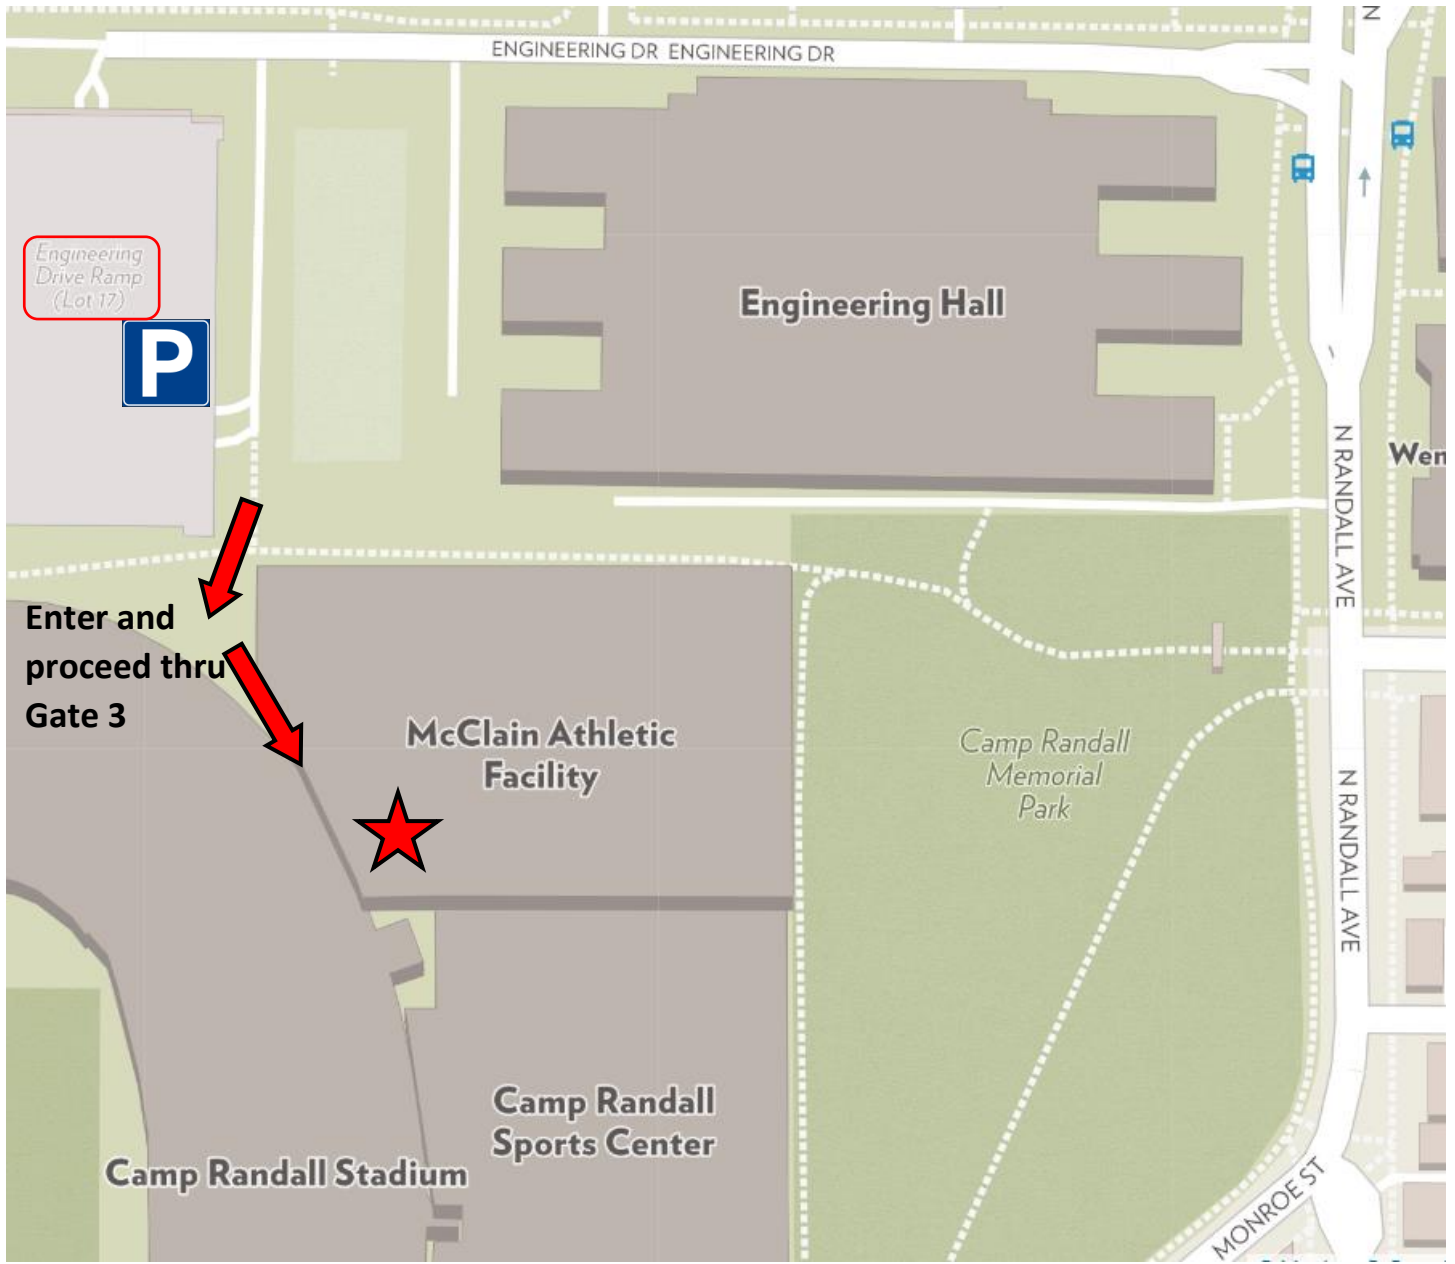 N
ENGINEERING DR ENGINEERING DR
Engineering
Drive Ramp
(Lot 17)
P
Engineering Hall
N RANDALL AVE
Enter and
proceed thru
Gate 3
McClain Athletic
Facility
Camp Randall
Memorial
Park
N RANDALL AVE
Camp Randall
Sports Center
Camp Randall Stadium
MONROE ST